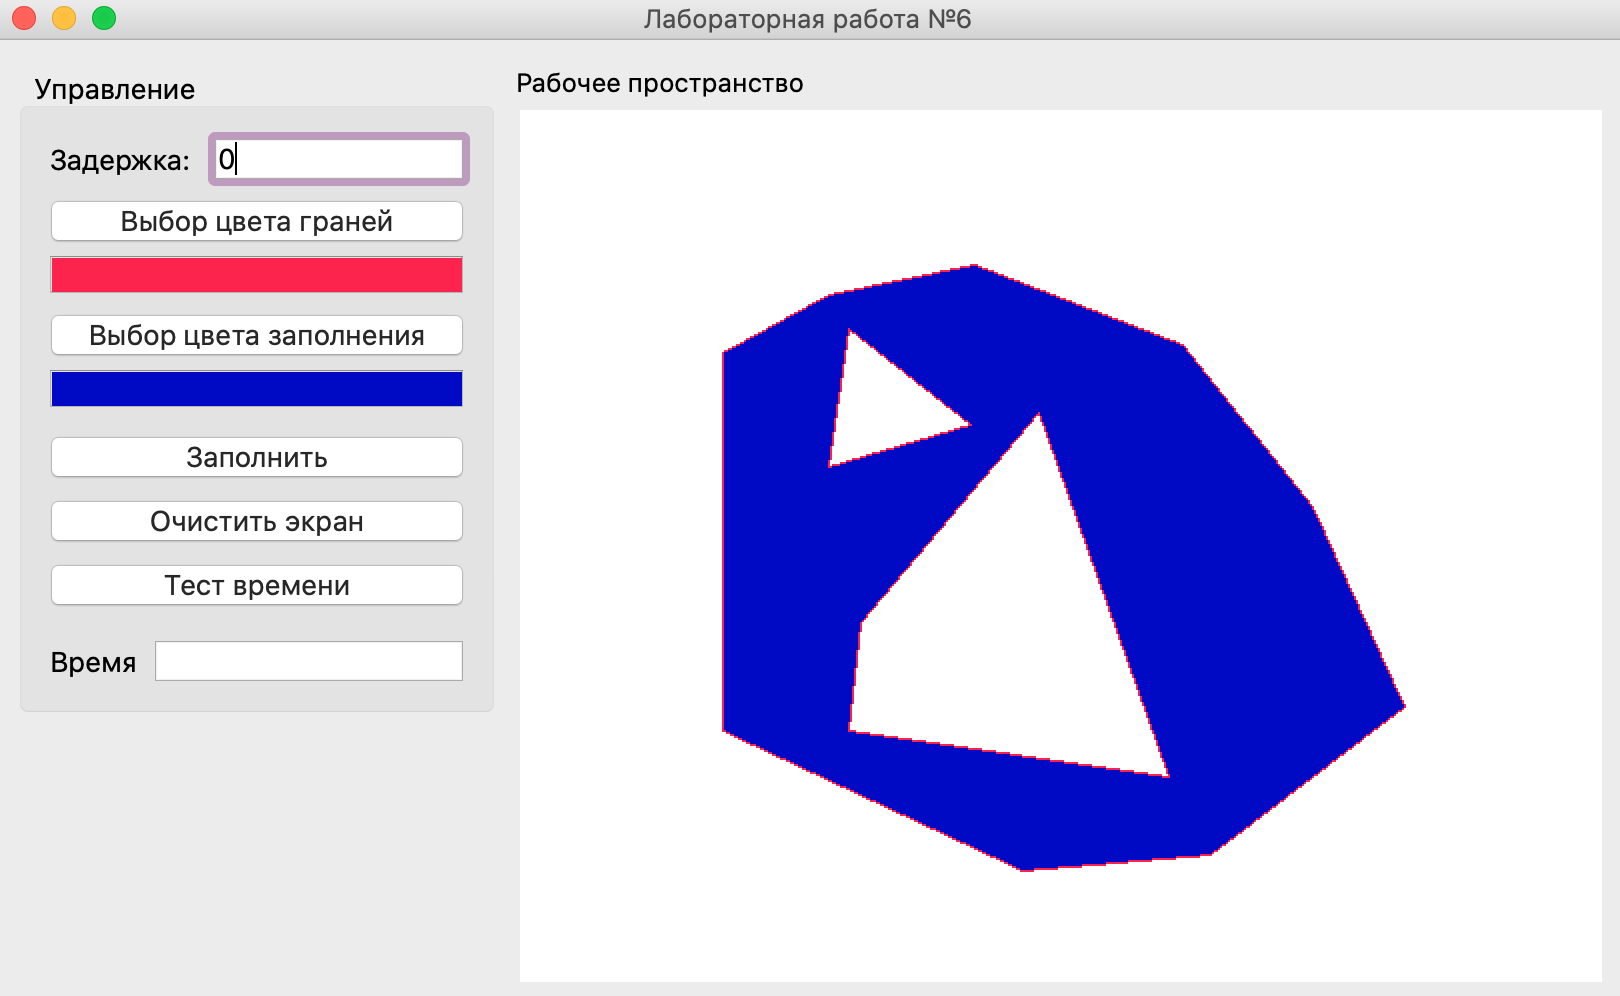 Лабораторная работа №6
Управление
Задержка: 0
Выбор цвета граней
Выбор цвета заполнения
Заполнить
Очистить экран
Тест времени
Время
Рабочее пространство